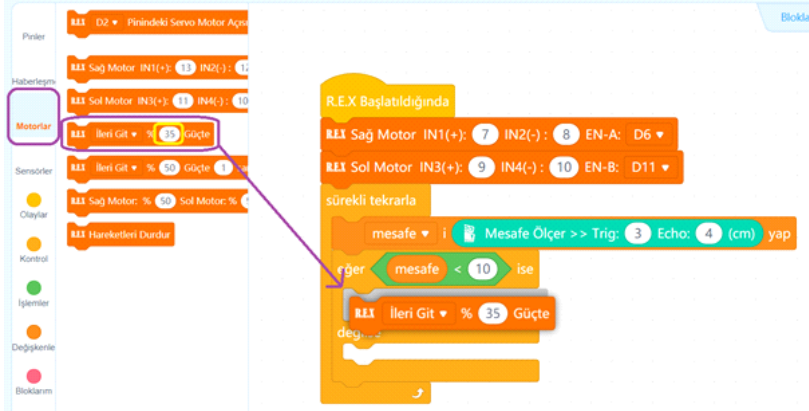 Blokla
Pinler
Haberleşme
Motorlar
Sensörler
Olaylar
Kontrol
İşlemler
Değişkenle
Bloklarım
R.E.X D2 ▾ Pinindeki Servo Motor Açısı
R.E.X Sağ Motor IN1(+): 13 IN2(-) : 12
R.E.X Sol Motor IN3(+): 11 IN4(-) : 10
R.E.X İleri Git ▾ % 35 Güçte
R.E.X İleri Git ▾ % 50 Güçte 1
R.E.X Sağ Motor: % 50 Sol Motor: %
R.E.X Hareketleri Durdur
R.E.X Başlatıldığında
R.E.X Sağ Motor IN1(+): 7 IN2(-) : 8 EN-A: D6 ▾
R.E.X Sol Motor IN3(+): 9 IN4(-) : 10 EN-B: D11 ▾
sürekli tekrarla
mesafe ▾ i Mesafe Ölçer >> Trig: 3 Echo: 4 (cm) yap
eğer mesafe < 10 ise
R.E.X İleri Git ▾ % 35 Güçte